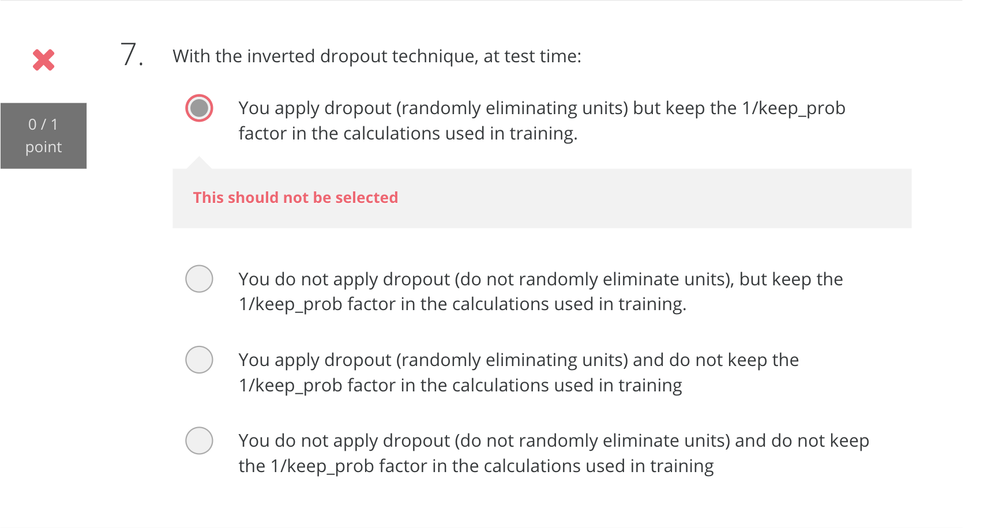 7. With the inverted dropout technique, at test time:
0 / 1
point
You apply dropout (randomly eliminating units) but keep the 1/keep_prob
factor in the calculations used in training.
This should not be selected
You do not apply dropout (do not randomly eliminate units), but keep the
1/keep_prob factor in the calculations used in training.
You apply dropout (randomly eliminating units) and do not keep the
1/keep_prob factor in the calculations used in training
You do not apply dropout (do not randomly eliminate units) and do not keep
the 1/keep_prob factor in the calculations used in training